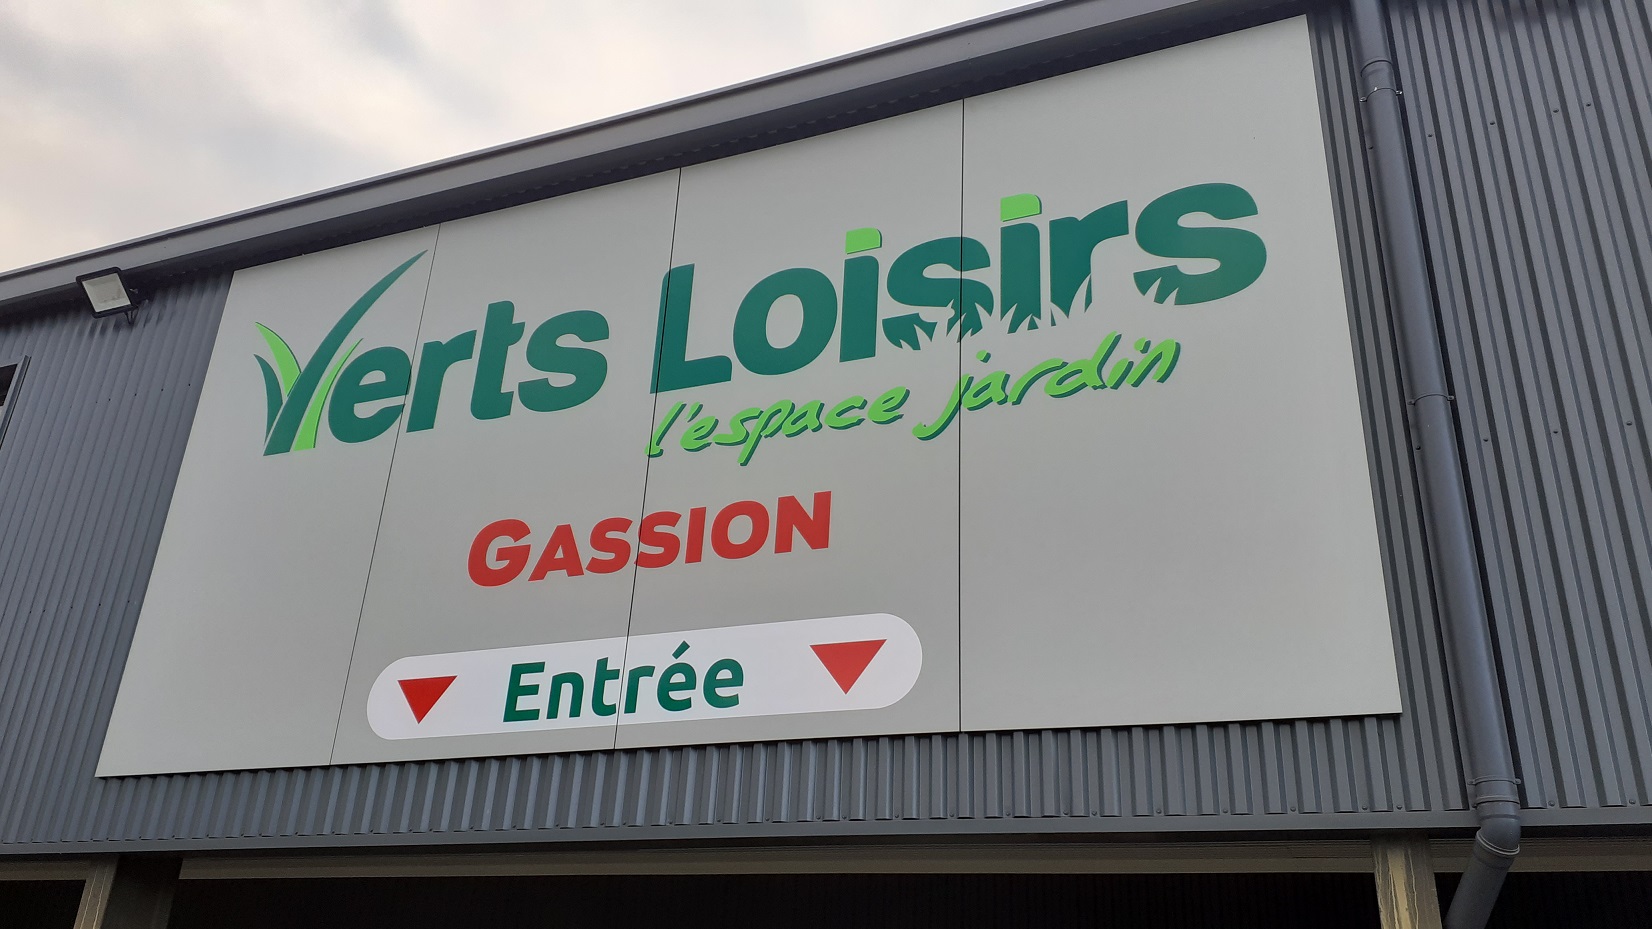 Verts Loisirs
l'espace jardin
GASSION
Entrée